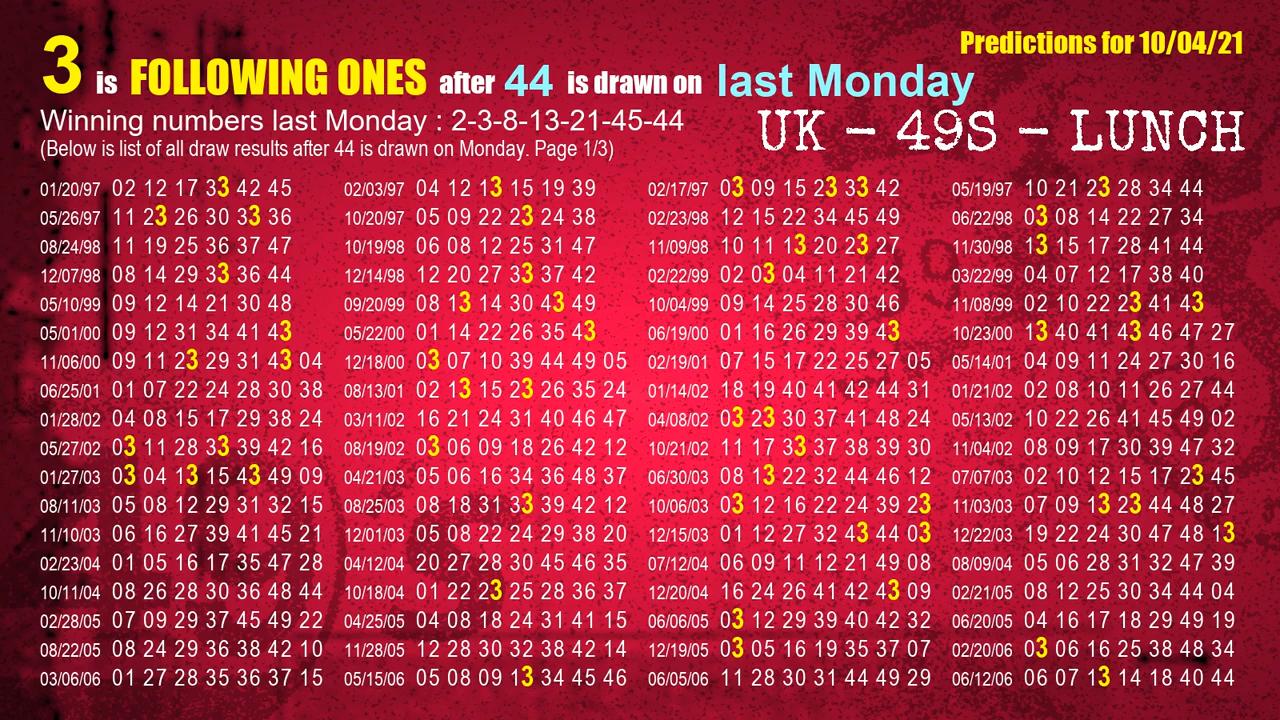 Predictions for 10/04/21
3 is FOLLOWING ONES after 44 is drawn on last Monday
Winning numbers last Monday : 2-3-8-13-21-45-44
UK - 49S - LUNCH
(Below is list of all draw results after 44 is drawn on Monday. Page 1/3)
01/20/97 02 12 17 33 42 45 02/03/97 04 12 13 15 19 39 02/17/97 03 09 15 23 33 42 05/19/97 10 21 23 28 34 44
05/26/97 11 23 26 30 33 36 10/20/97 05 09 22 23 24 38 02/23/98 12 15 22 34 45 49 06/22/98 03 08 14 22 27 34
08/24/98 11 19 25 36 37 47 10/19/98 06 08 12 25 31 47 11/09/98 10 11 13 20 23 27 11/30/98 13 15 17 28 41 44
12/07/98 08 14 29 33 36 44 12/14/98 12 20 27 33 37 42 02/22/99 02 03 04 11 21 42 03/22/99 04 07 12 17 38 40
05/10/99 09 12 14 21 30 48 09/20/99 08 13 14 30 43 49 10/04/99 09 14 25 28 30 46 11/08/99 02 10 22 23 41 43
05/01/00 09 12 31 34 41 43 05/22/00 01 14 22 26 35 43 06/19/00 01 16 26 29 39 43 10/23/00 13 40 41 43 46 47 27
11/06/00 09 11 23 29 31 43 04 12/18/00 03 07 10 39 44 49 05 02/19/01 07 15 17 22 25 27 05 05/14/01 04 09 11 24 27 30 16
06/25/01 01 07 22 24 28 30 38 08/13/01 02 13 15 23 26 35 24 01/14/02 18 19 40 41 42 44 31 01/21/02 02 08 10 11 26 27 44
01/28/02 04 08 15 17 29 38 24 03/11/02 16 21 24 31 40 46 47 04/08/02 03 23 30 37 41 48 24 05/13/02 10 22 26 41 45 49 02
05/27/02 03 11 28 33 39 42 16 08/19/02 03 06 09 18 26 42 12 10/21/02 11 17 33 37 38 39 30 11/04/02 08 09 17 30 39 47 32
01/27/03 03 04 13 15 43 49 09 04/21/03 05 06 16 34 36 48 37 06/30/03 08 13 22 32 44 46 12 07/07/03 02 10 12 15 17 23 45
08/11/03 05 08 12 29 31 32 15 08/25/03 08 18 31 33 39 42 12 10/06/03 03 12 16 22 24 39 23 11/03/03 07 09 13 23 44 48 27
11/10/03 06 16 27 39 41 45 21 12/01/03 05 08 22 24 29 38 20 12/15/03 01 12 27 32 43 44 03 12/22/03 19 22 24 30 47 48 13
02/23/04 01 05 16 17 35 47 28 04/12/04 20 27 28 30 45 46 35 07/12/04 06 09 11 12 21 49 08 08/09/04 05 06 28 31 32 47 39
10/11/04 08 26 28 30 36 48 44 10/18/04 01 22 23 25 28 36 37 12/20/04 16 24 26 41 42 43 09 02/21/05 08 12 25 30 34 44 04
02/28/05 07 09 29 37 45 49 22 04/25/05 04 08 18 24 31 41 15 06/06/05 03 12 29 39 40 42 32 06/20/05 04 16 17 18 29 49 19
08/22/05 08 24 29 36 38 42 10 11/28/05 12 28 30 32 38 42 14 12/19/05 03 05 16 19 35 37 07 02/20/06 03 06 16 25 38 48 34
03/06/06 01 27 28 35 36 37 15 05/15/06 05 08 09 13 34 45 46 06/05/06 11 28 30 31 44 49 29 06/12/06 06 07 13 14 18 40 44